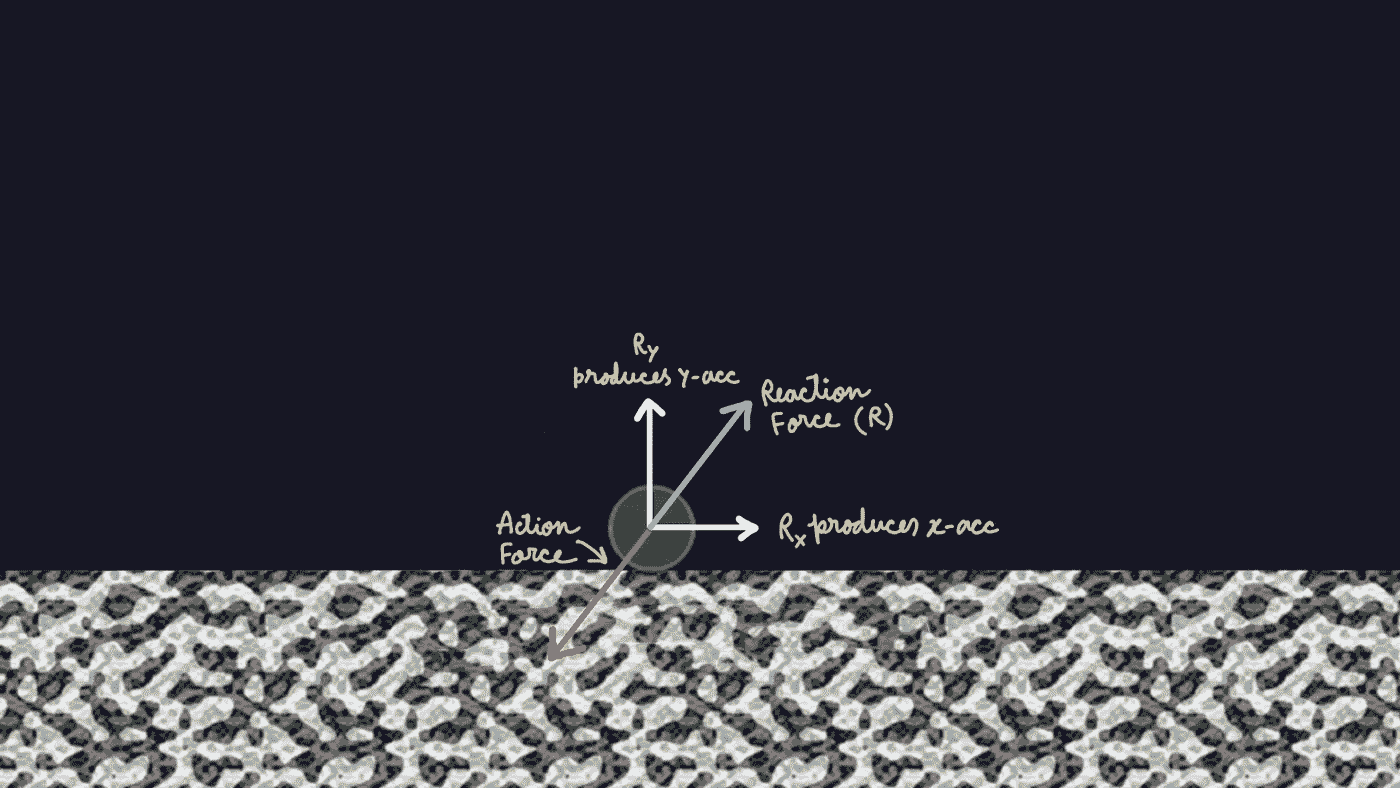 Ry
produces y-acc
Reaction
Force (R)
Action
Force
Rx produces x-acc